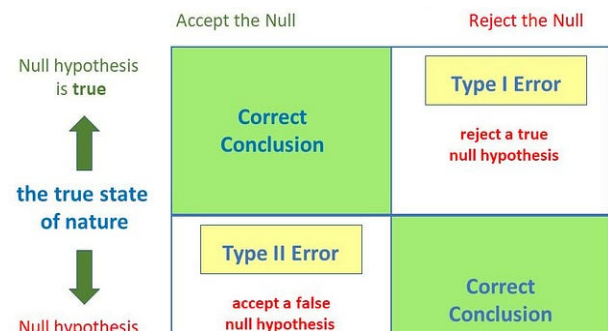 Accept the Null
Reject the Null
Null hypothesis
is true
Correct
Conclusion
Type I Error
reject a true
null hypothesis
the true state
of nature
Type II Error
accept a false
null hypothesis
Correct
Conclusion
Null hypothesis